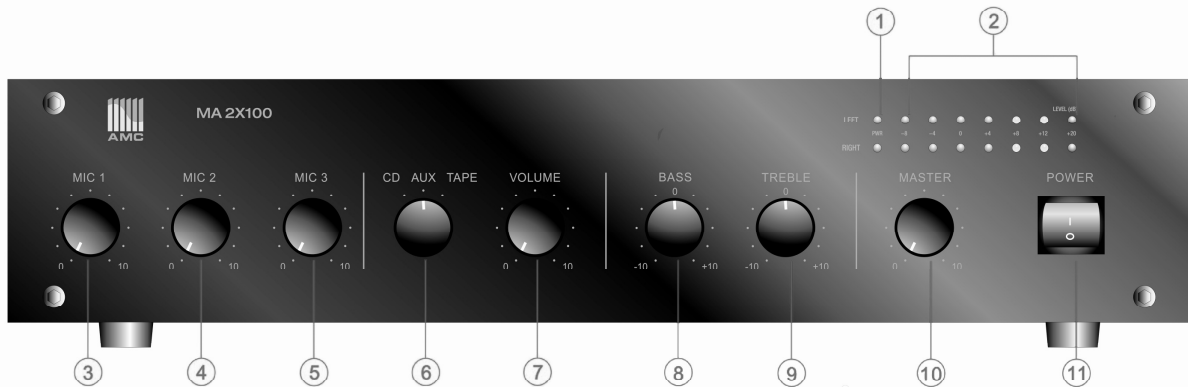 1 2
LEVEL (dB)
MA 2X100
AMC
LEFT
PWR -8 -4 0 +4 +8 +12 +20
RIGHT
MIC 1 MIC 2 MIC 3 CD AUX TAPE VOLUME BASS TREBLE MASTER POWER
0 0
I
O
0 10 0 10 0 10 0 10 -10 +10 -10 +10 0 10
3 4 5 6 7 8 9 10 11